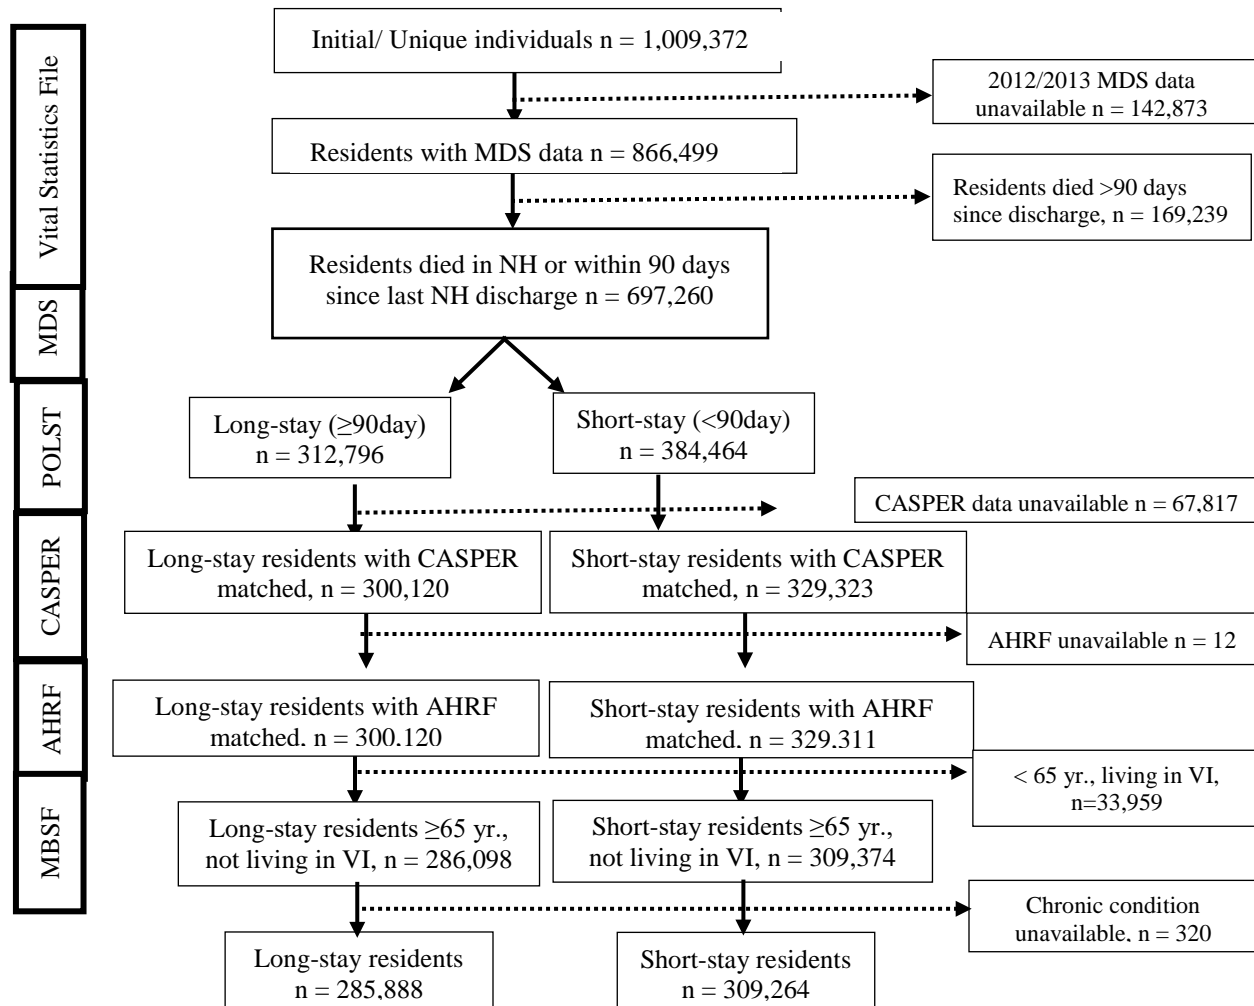 Initial/ Unique individuals n = 1,009,372
2012/2013 MDS data
unavailable n = 142,873
Residents with MDS data n = 866,499
Residents died >90 days
since discharge, n = 169,239
Residents died in NH or within 90 days
since last NH discharge n = 697,260
Long-stay (≥90day)
n = 312,796
Short-stay (<90day)
n = 384,464
CASPER data unavailable n = 67,817
Long-stay residents with CASPER
matched, n = 300,120
Short-stay residents with CASPER
matched, n = 329,323
AHRF unavailable n = 12
Long-stay residents with AHRF
matched, n = 300,120
Short-stay residents with AHRF
matched, n = 329,311
< 65 yr., living in VI,
n=33,959
Long-stay residents ≥65 yr.,
not living in VI, n = 286,098
Short-stay residents ≥65 yr.,
not living in VI, n = 309,374
Chronic condition
unavailable, n = 320
Long-stay residents
n = 285,888
Short-stay residents
n = 309,264
Vital Statistics File
MDS
POLST
CASPER
AHRF
MBSF